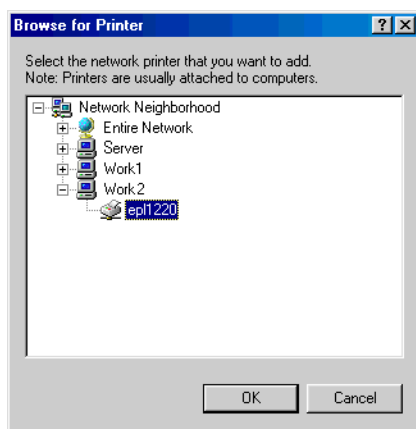 Browse for Printer
Select the network printer that you want to add.
Note: Printers are usually attached to computers.
Network Neighborhood
Entire Network
Server
Work1
Work2
epl1220
OK Cancel